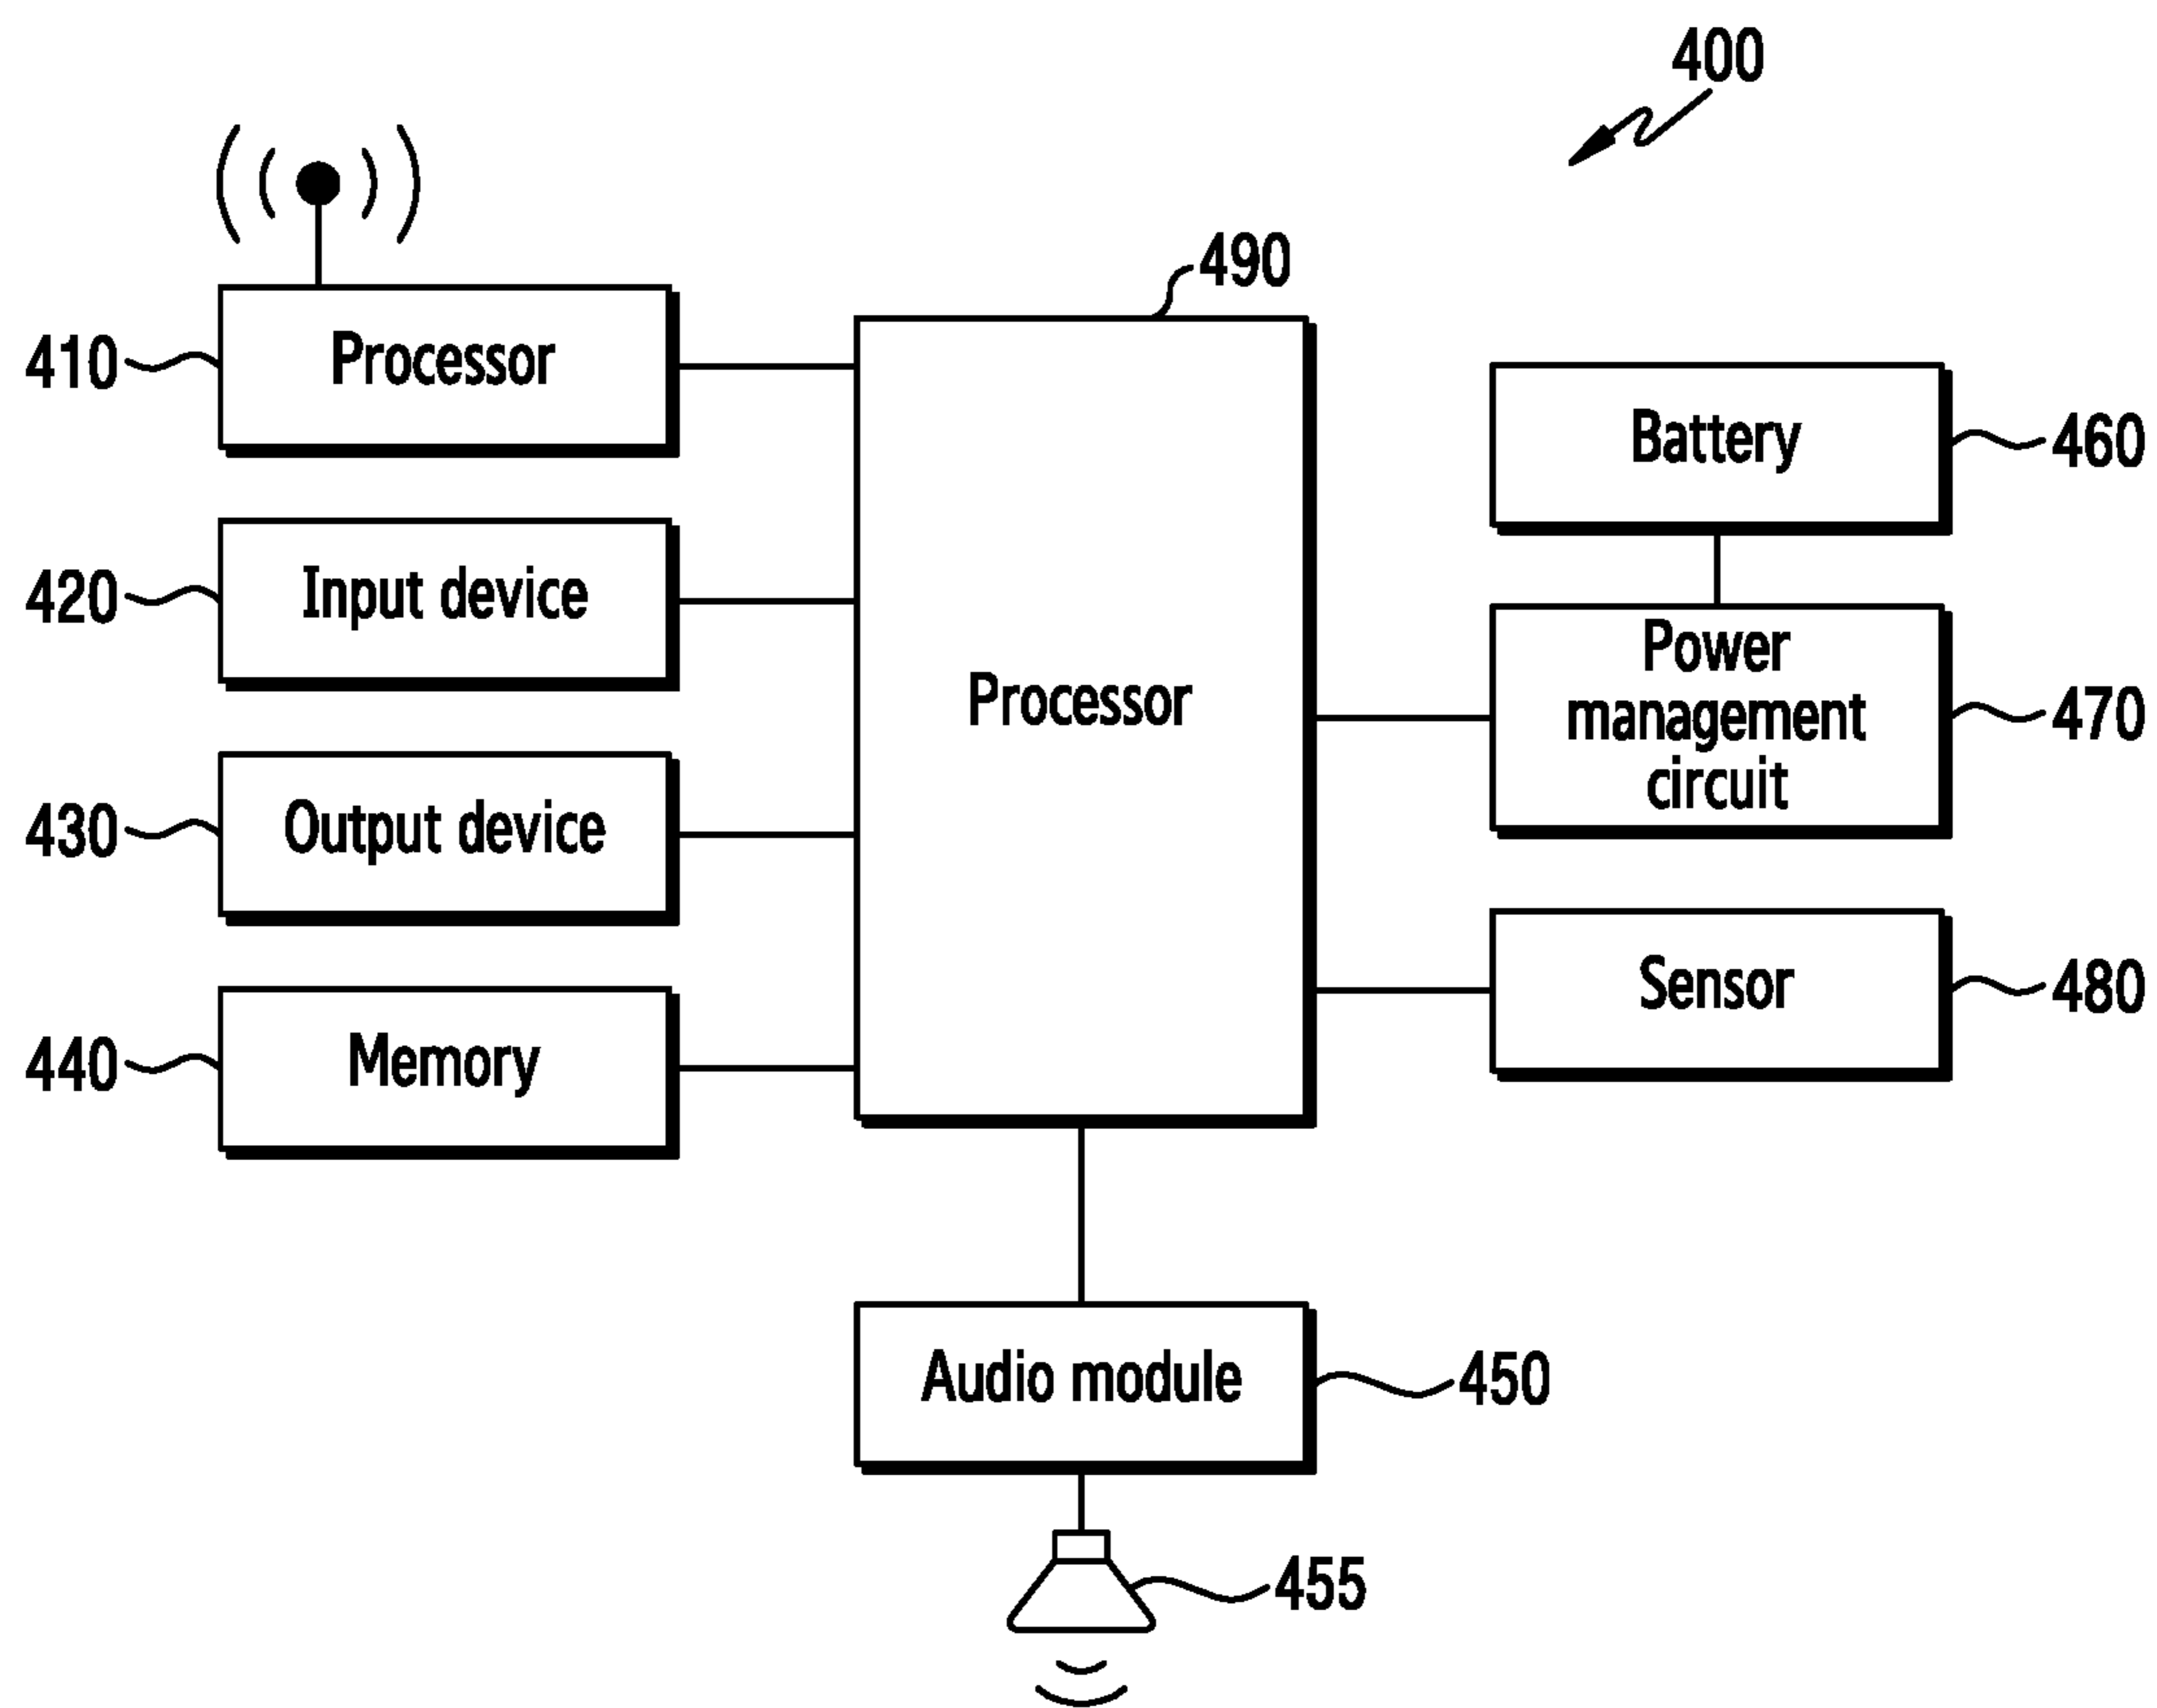 400
490
410
Processor
Battery
460
420
Input device
Processor
Power
management
circuit
470
430
Output device
Sensor
480
440
Memory
Audio module
450
455